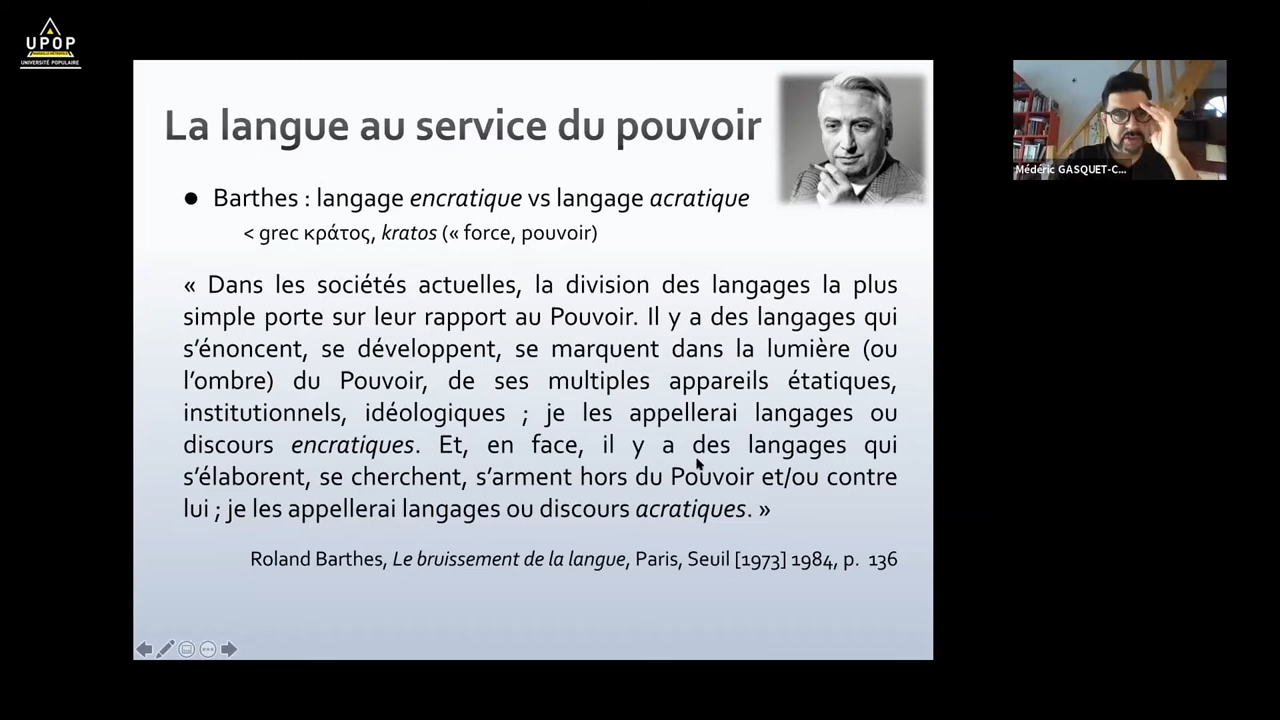 UPOP
UNIVERSITÉ POPULAIRE
La langue au service du pouvoir
● Barthes : langage encratique vs langage acratique
< grec κράτος, kratos (« force, pouvoir)
« Dans les sociétés actuelles, la division des langages la plus
simple porte sur leur rapport au Pouvoir. Il y a des langages qui
s’énoncent, se développent, se marquent dans la lumière (ou
l’ombre) du Pouvoir, de ses multiples appareils étatiques,
institutionnels, idéologiques ; je les appellerai langages ou
discours encratiques. Et, en face, il y a des langages qui
s’élaborent, se cherchent, s’arment hors du Pouvoir et/ou contre
lui ; je les appellerai langages ou discours acratiques. »
Roland Barthes, Le bruissement de la langue, Paris, Seuil [1973] 1984, p. 136
Médéric GASQUET-C...